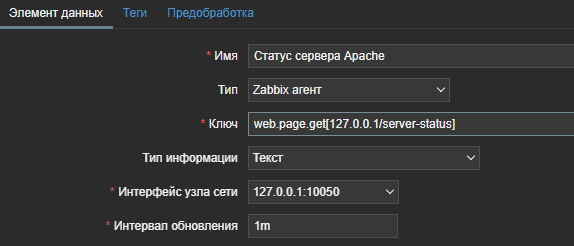 Элемент данных Теги Предобработка
* Имя Статус сервера Apache
Тип Zabbix агент
* Ключ web.page.get[127.0.0.1/server-status]
Тип информации Текст
* Интерфейс узла сети 127.0.0.1:10050
* Интервал обновления 1m